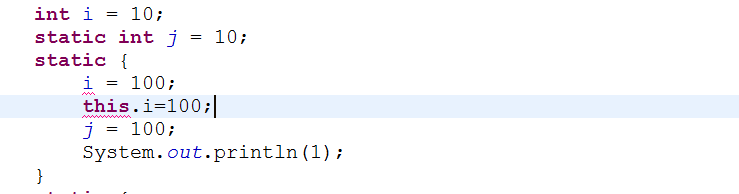 int i = 10;
static int j = 10;
static {
i = 100;
this.i=100;
j = 100;
System.out.println(1);
}